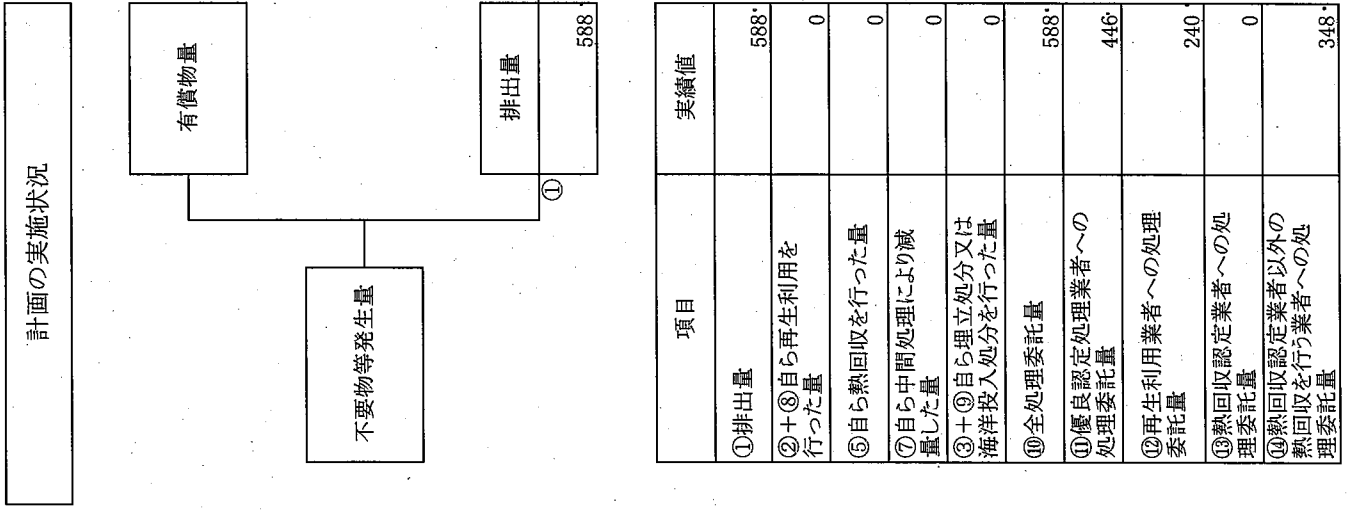 計画の実施状況
不要物等発生量
有償物量
①
排出量
588
項目
実績値
①排出量
588
②+⑧自ら再生利用を
行った量
0
⑤自ら熱回収を行った量
0
⑦自ら中間処理により減
量した量
0
③+⑨自ら埋立処分又は
海洋投入処分を行った量
0
⑩全処理委託量
588
⑪優良認定処理業者への
処理委託量
446
⑫再生利用業者への処理
委託量
240
⑬熱回収認定業者への処
理委託量
0
⑭熱回収認定業者以外の
熱回収を行う業者への処
理委託量
348